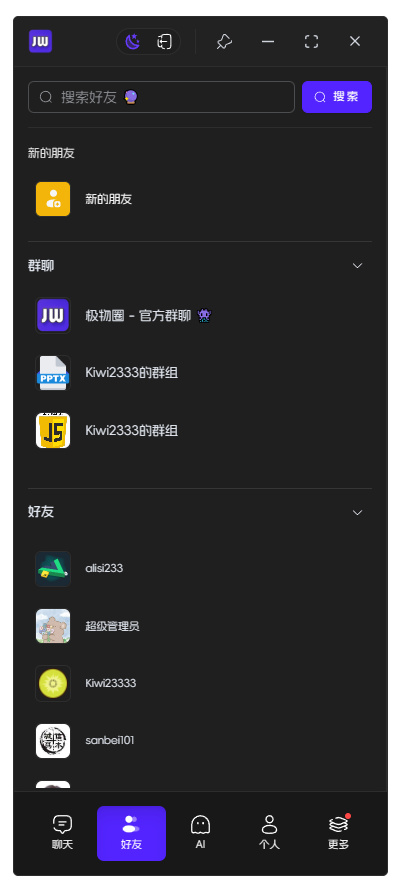 JW
搜索好友
搜索
新的朋友
新的朋友
群聊
JW
极物圈 - 官方群聊
PPTX
Kiwi2333的群组
JS
Kiwi2333的群组
好友
alisi233
超级管理员
Kiwi23333
sanbei101
聊天
好友
AI
个人
更多